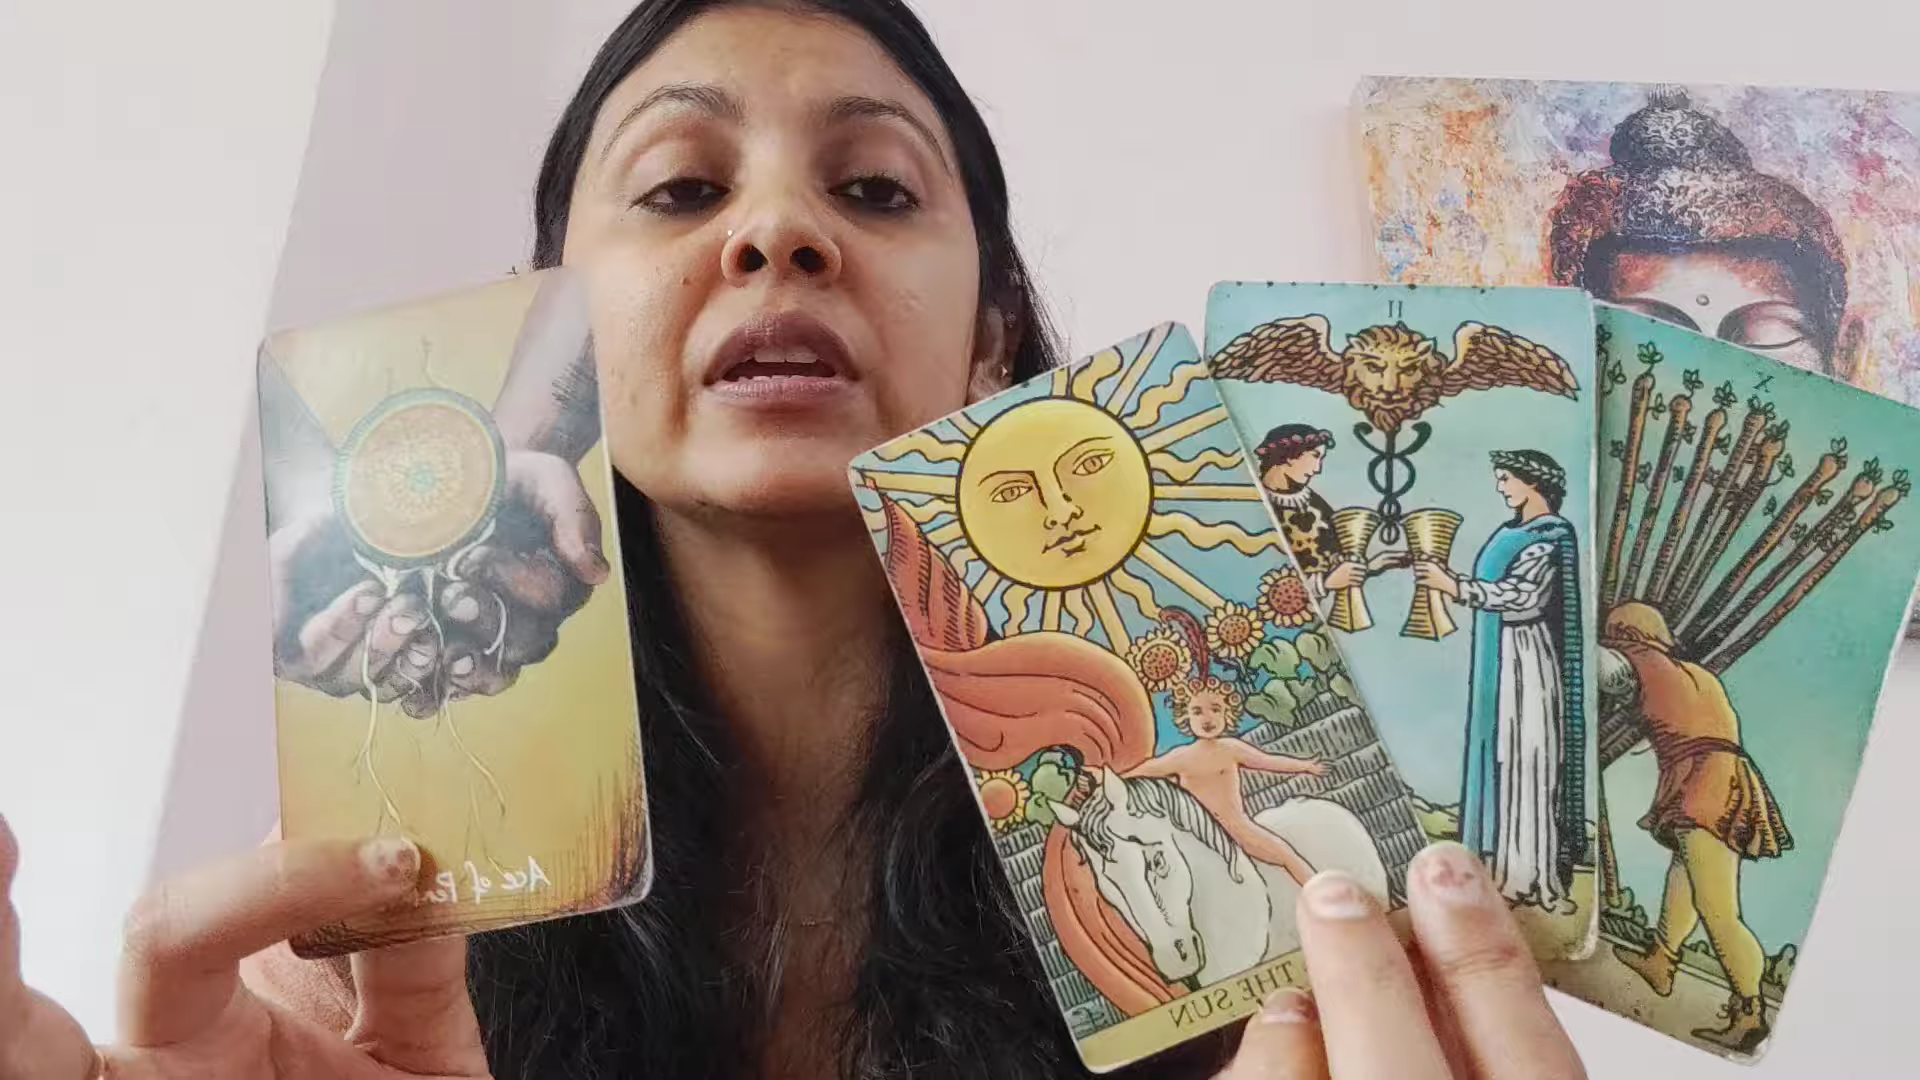 Ace of
II
X
THE SUN